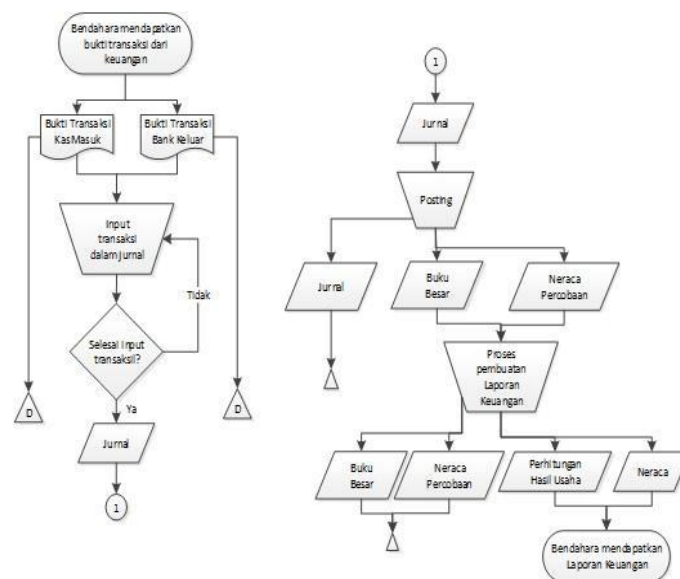 Bendahara mendapatkan
bukti transaksi dari
keuangan
Bukti Transaksi
Kas Masuk
Bukti Transaksi
Bank Keluar
Input
transaksi
dalam Jurnal
Tidak
Selesai Input
transaksi?
D
D
Ya
Jurnal
1
1
Jurnal
Posting
Jurnal
Buku
Besar
Neraca
Percobaan
Proses
pembuatan
Laporan
Keuangan
Buku
Besar
Neraca
Percobaan
Perhitungan
Hasil Usaha
Neraca
Bendahara mendapatkan
Laporan Keuangan